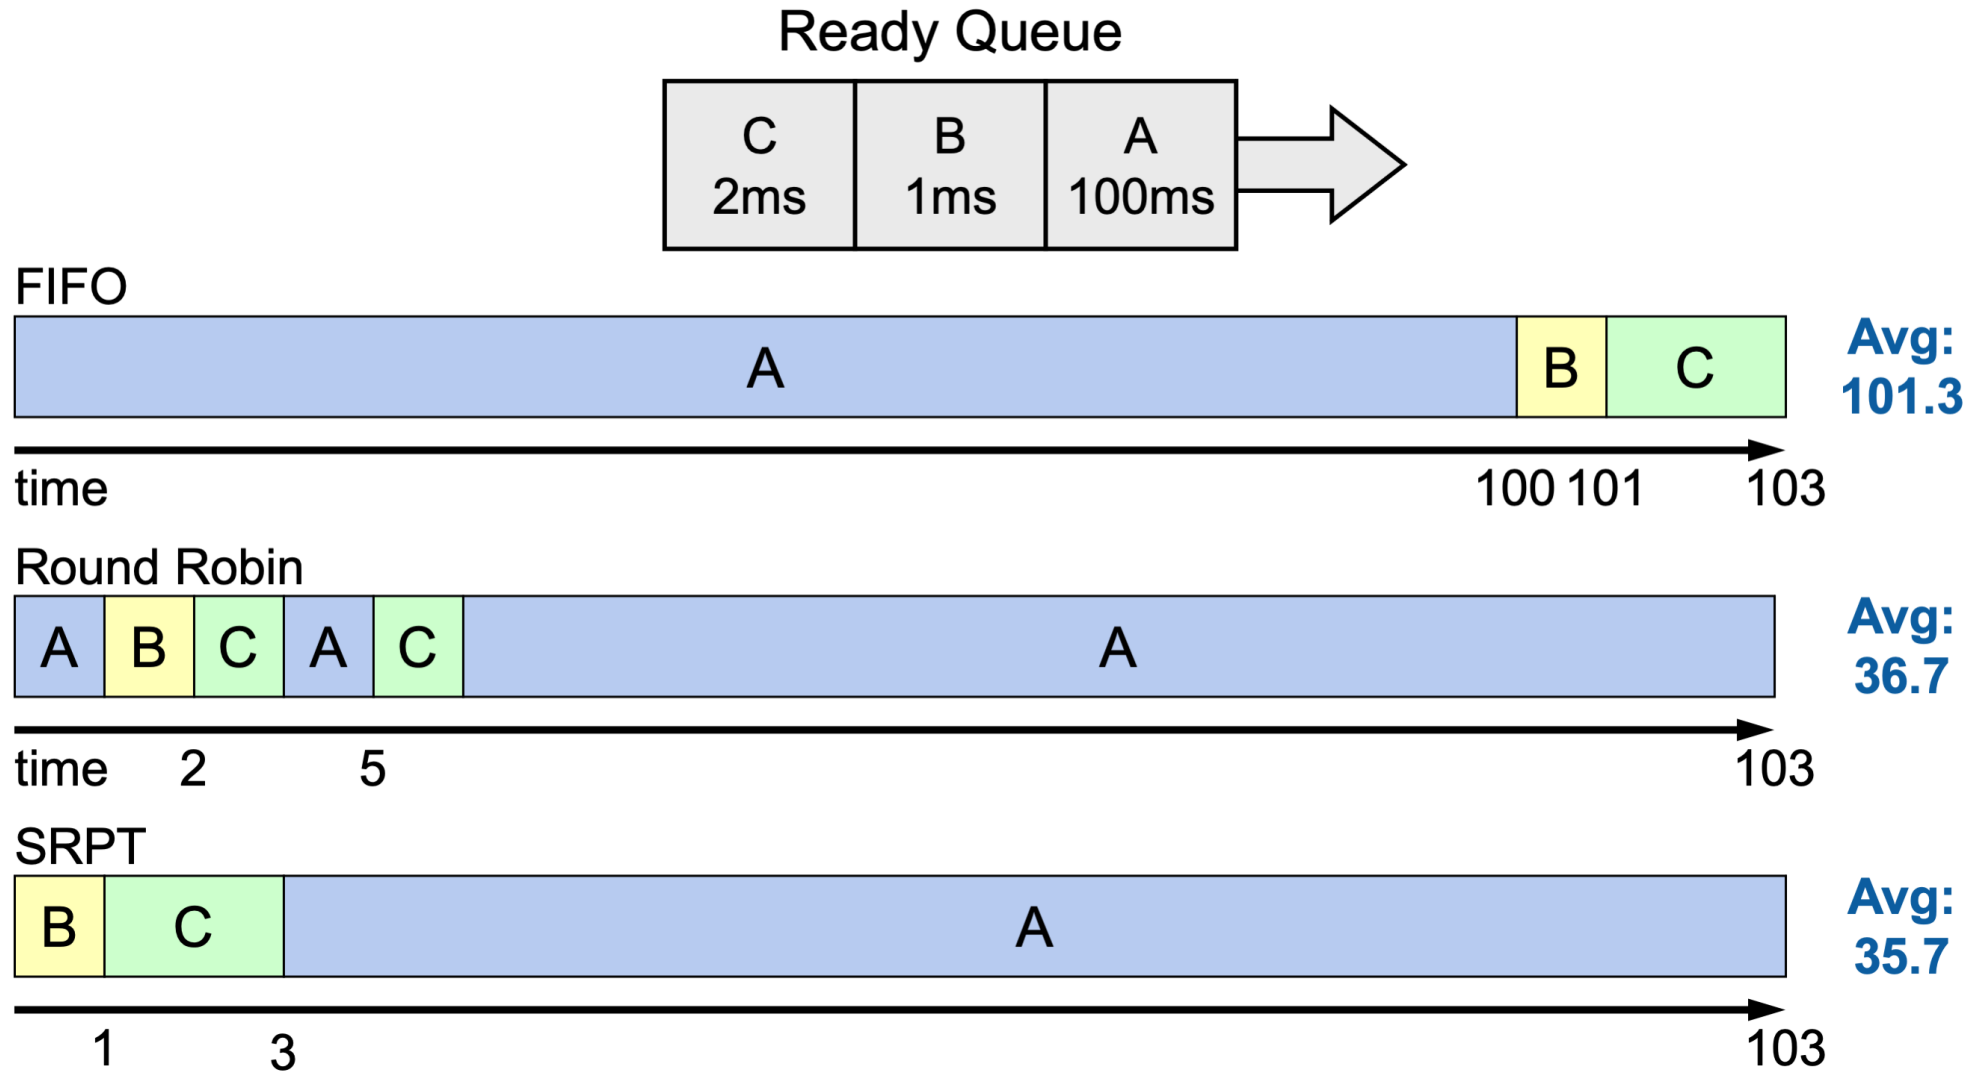 Ready Queue
C B A
2ms 1ms 100ms
FIFO
A B C
Avg:
101.3
time 100 101 103
Round Robin
A B C A C A
Avg:
36.7
time 2 5 103
SRPT
B C A
Avg:
35.7
1 3 103